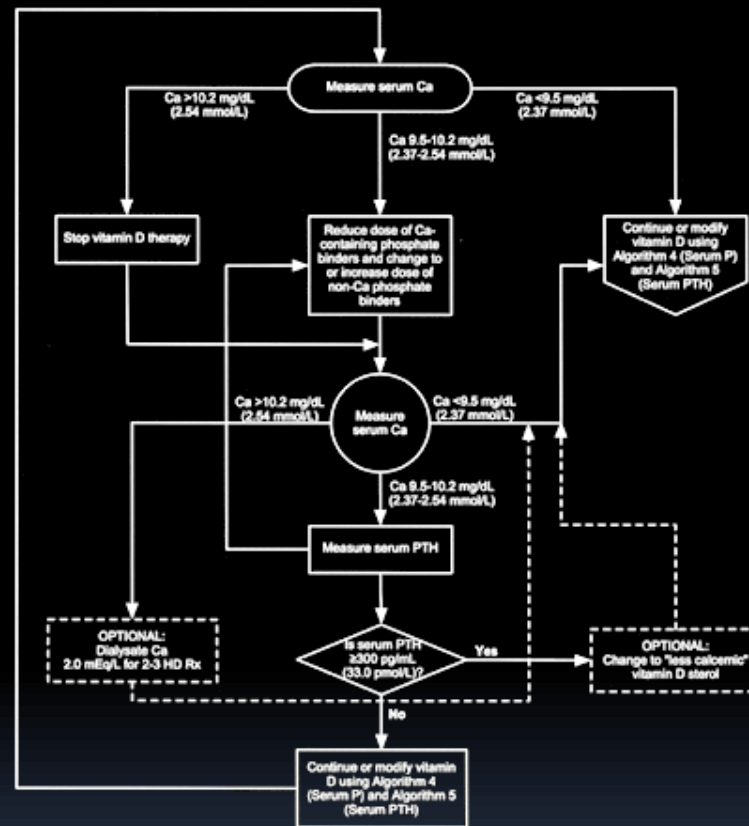 Measure serum Ca
Ca >10.2 mg/dL
(2.54 mmol/L)
Ca <9.5 mg/dL
(2.37 mmol/L)
Ca 9.5-10.2 mg/dL
(2.37-2.54 mmol/L)
Stop vitamin D therapy
Reduce dose of Ca-
containing phosphate
binders and change to
or increase dose of
non-Ca phosphate
binders
Continue or modify
vitamin D using
Algorithm 4 (Serum P)
and Algorithm 5
(Serum PTH)
Ca >10.2 mg/dL
(2.54 mmol/L)
Measure
serum Ca
Ca <9.5 mg/dL
(2.37 mmol/L)
Ca 9.5-10.2 mg/dL
(2.37-2.54 mmol/L)
Measure serum PTH
OPTIONAL:
Dialysate Ca
2.0 mEq/L for 2-3 HD Rx
Is serum PTH
≥300 pg/mL
(33.0 pmol/L)?
Yes
OPTIONAL:
Change to "less calcemic"
vitamin D sterol
No
Continue or modify vitamin
D using Algorithm 4
(Serum P) and Algorithm 5
(Serum PTH)